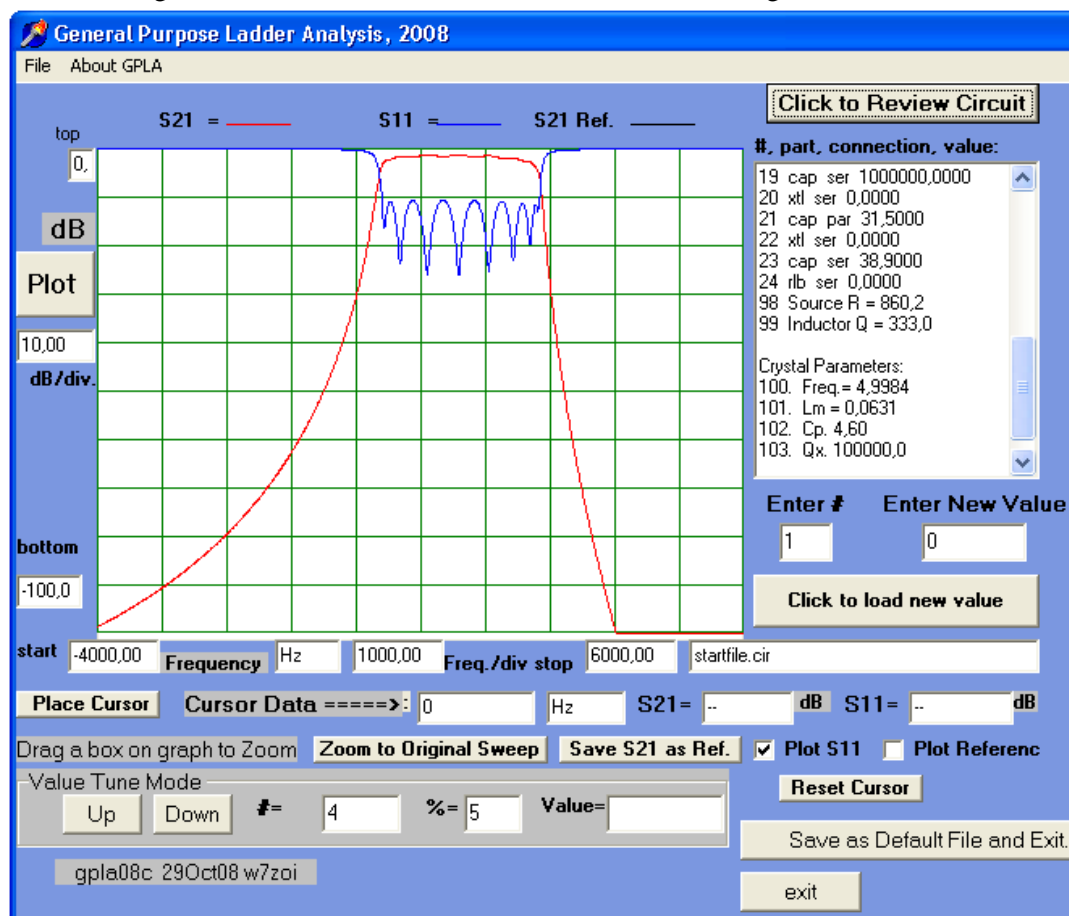 General Purpose Ladder Analysis, 2008
File About GPLA
Click to Review Circuit
S21 = S11 = S21 Ref.
top
0,
#, part, connection, value:
19 cap ser 1000000,0000
20 xtl ser 0,0000
21 cap par 31,5000
22 xtl ser 0,0000
23 cap ser 38,9000
24 rlb ser 0,0000
98 Source R = 860,2
99 Inductor Q = 333,0
Crystal Parameters:
100. Freq.= 4,9984
101. Lm = 0,0631
102. Cp. 4,60
103. Qx. 100000,0
dB
Plot
10,00
dB/div.
Enter # Enter New Value
1 0
bottom
-100,0
Click to load new value
start -4000,00 Frequency Hz 1000,00 Freq./div stop 6000,00 startfile.cir
Place Cursor Cursor Data =====>: 0 Hz S21= -- dB S11= -- dB
Drag a box on graph to Zoom Zoom to Original Sweep Save S21 as Ref. Plot S11 Plot Referenc
Value Tune Mode
Reset Cursor
Up Down #= 4 %= 5 Value=
Save as Default File and Exit.
gpla08c 29Oct08 w7zoi
exit